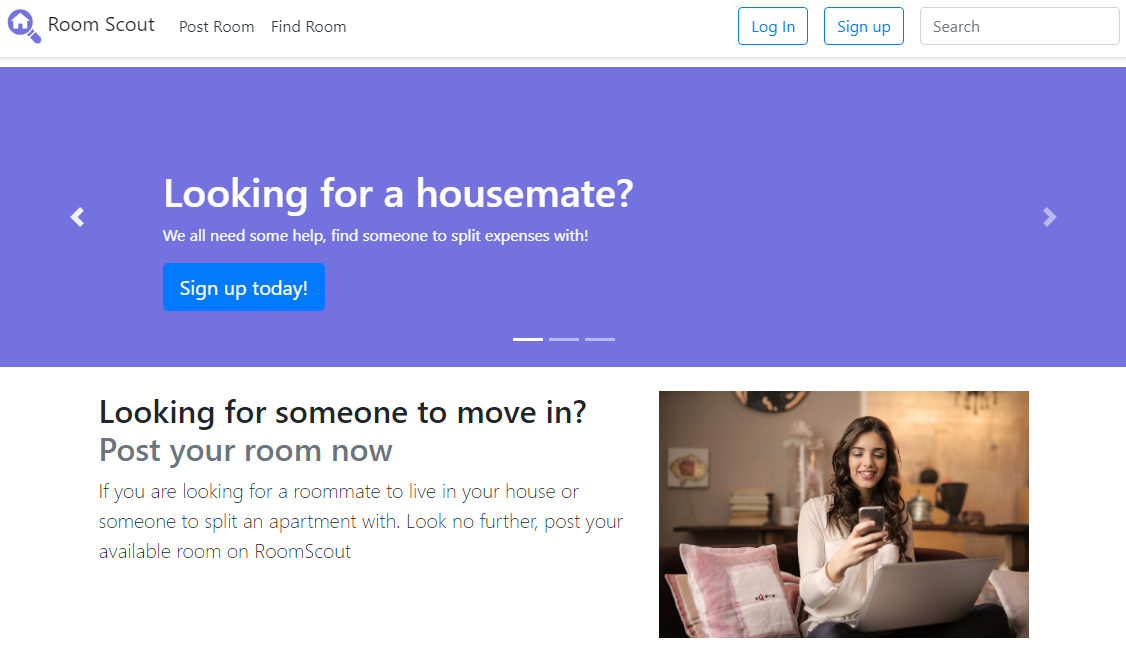 Room Scout
Post Room
Find Room
Log In
Sign up
Search
Looking for a housemate?
We all need some help, find someone to split expenses with!
Sign up today!
Looking for someone to move in?
Post your room now
If you are looking for a roommate to live in your house or
someone to split an apartment with. Look no further, post your
available room on RoomScout